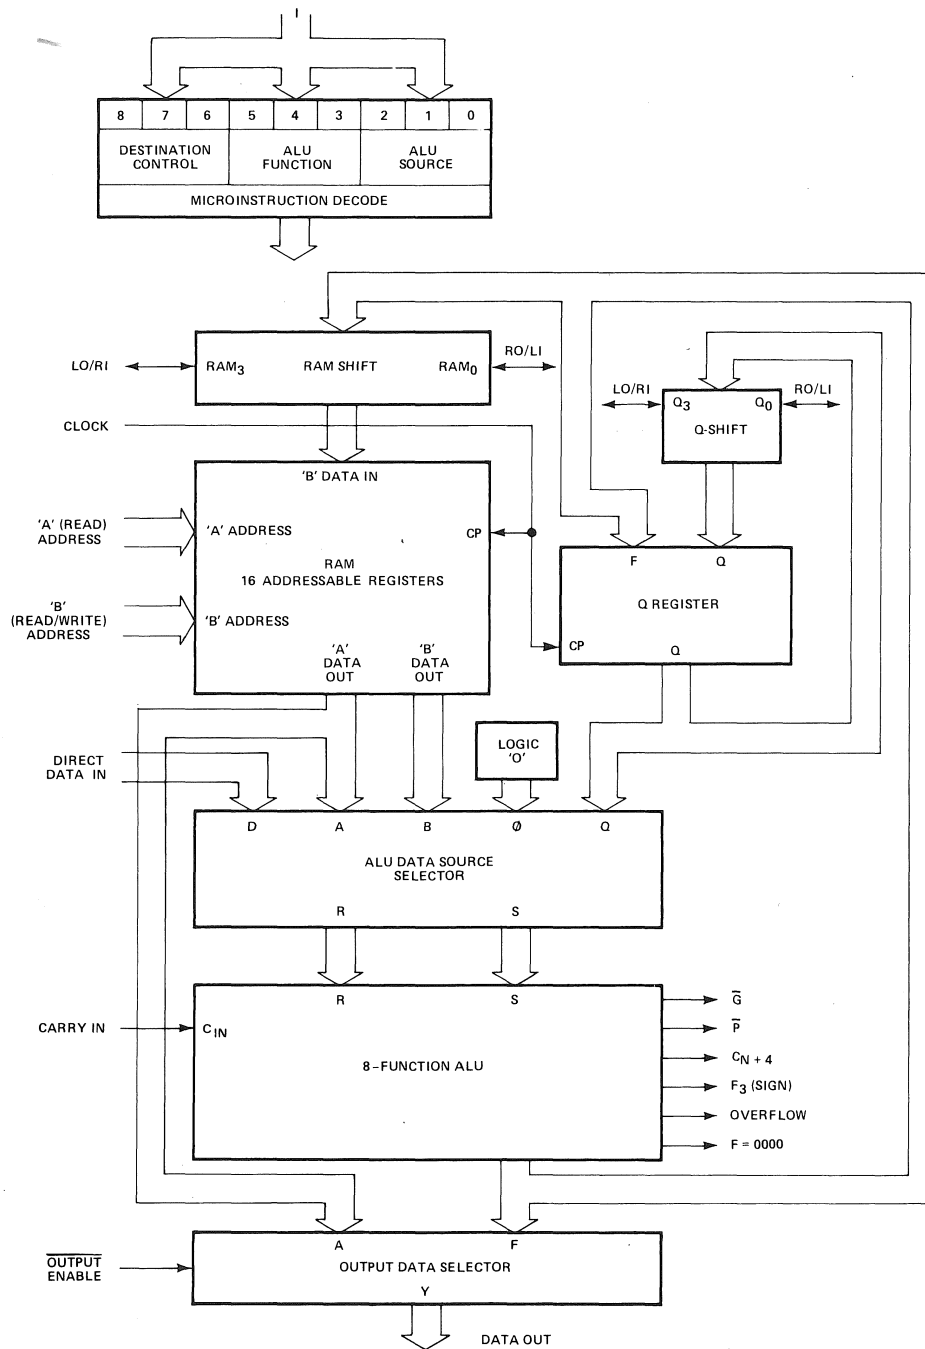 I
8 7 6 5 4 3 2 1 0
DESTINATION CONTROL
ALU FUNCTION
ALU SOURCE
MICROINSTRUCTION DECODE
LO/RI
RAM3
RAM SHIFT
RAM0
RO/LI
LO/RI
Q3
Q0
RO/LI
Q-SHIFT
CLOCK
'B' DATA IN
'A' (READ)
ADDRESS
'A' ADDRESS
CP
RAM
16 ADDRESSABLE REGISTERS
F
Q
Q REGISTER
CP
Q
'B'
(READ/WRITE)
ADDRESS
'B' ADDRESS
'A'
DATA
OUT
'B'
DATA
OUT
LOGIC
'O'
DIRECT
DATA IN
D A B Ø Q
ALU DATA SOURCE
SELECTOR
R S
R S
CARRY IN
CIN
8-FUNCTION ALU
G̅
P̅
CN + 4
F3 (SIGN)
OVERFLOW
F = 0000
A F
OUTPUT
ENABLE
OUTPUT DATA SELECTOR
Y
DATA OUT